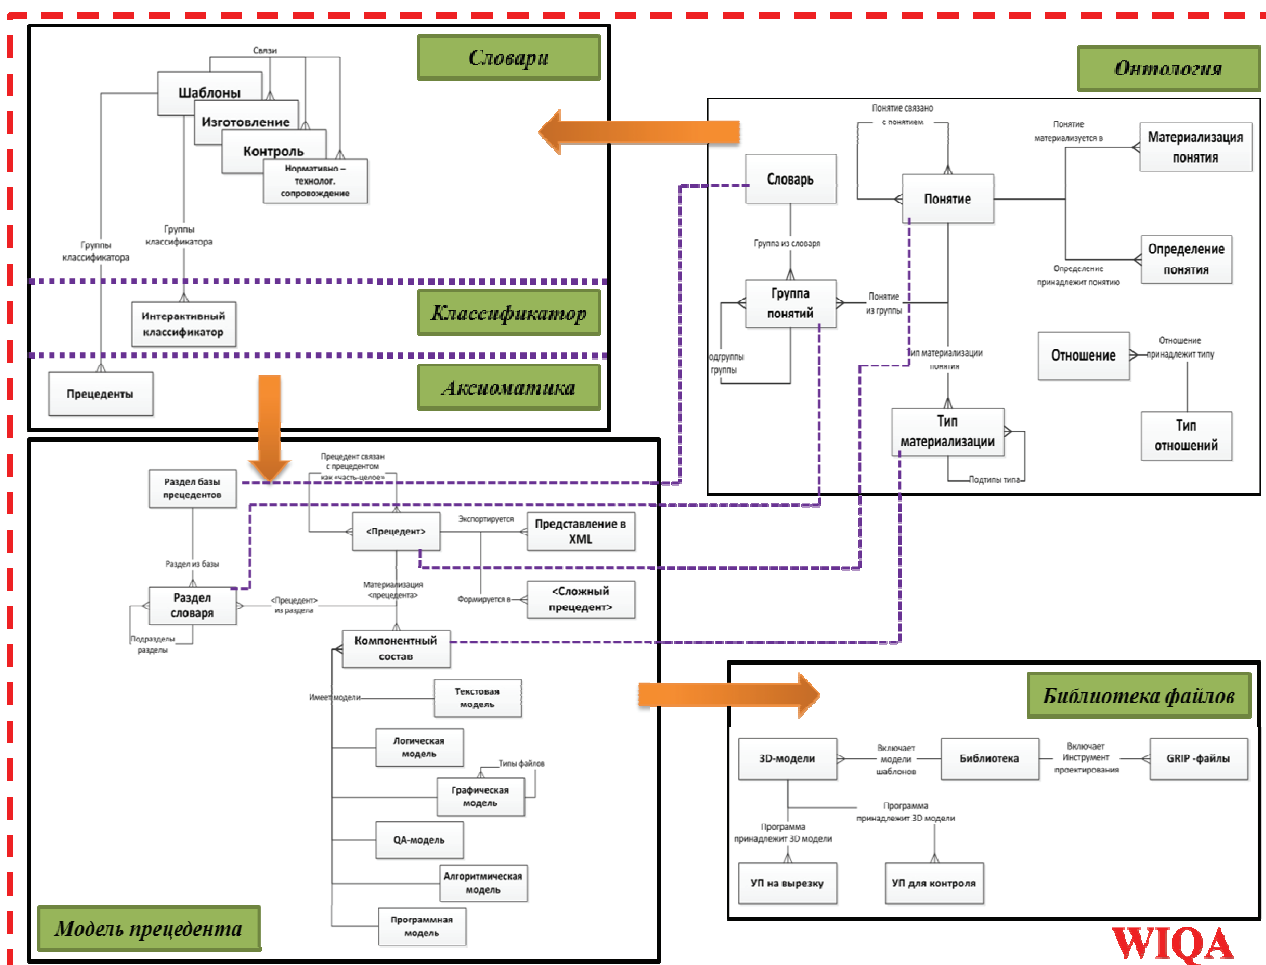 Словари
Связи
Шаблоны
Изготовление
Контроль
Нормативно –
технолог.
сопровождение
Группы
классификатора
Группы
классификатора
Классификатор
Интерактивный
классификатор
Аксиоматика
Прецеденты
Онтология
Понятие связано
с понятием
Понятие
материализуется в
Материализация
понятия
Словарь
Понятие
Группа из словаря
Определение
принадлежит понятию
Определение
понятия
Группа
понятий
Понятие
из группы
одгруппы
группы
ип материализации
понятия
Отношение
Отношение
принадлежит типу
Тип
материализации
Тип
отношений
Подтипы типа
Прецедент связан
с прецедентом
как «часть-целое»
Раздел базы
прецедентов
<Прецедент>
Экспортируется
Представление в
XML
Раздел из базы
Материализация
<прецедента>
Раздел
словаря
<Прецедент>
из раздела
Формируется в
<Сложный
прецедент>
Подразделы
разделы
Компонентный
состав
Имеет модели
Текстовая
модель
Логическая
модель
Типы файлов
Графическая
модель
QA-модель
Алгоритмическая
модель
Программная
модель
Модель прецедента
Библиотека файлов
3D-модели
Включает
модели
шаблонов
Библиотека
Включает
Инструмент
проектирования
GRIP -файлы
Программа
принадлежит 3D модели
Программа
принадлежит 3D модели
УП на вырезку
УП для контроля
WIQA